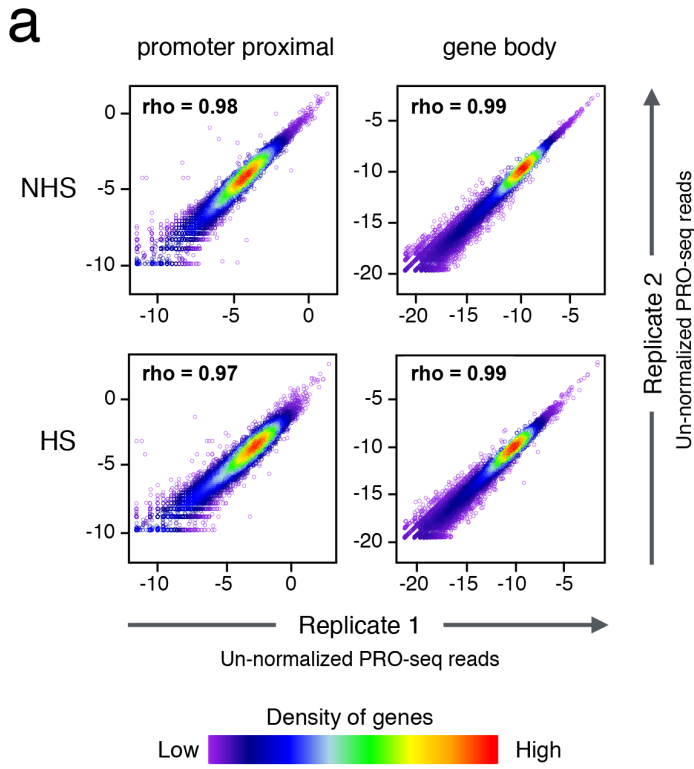 a
promoter proximal
gene body
NHS
rho = 0.98
0
-5
-10
-10
-5
0
rho = 0.99
-5
-10
-15
-20
-20
-15
-10
-5
HS
rho = 0.97
0
-5
-10
-10
-5
0
rho = 0.99
-5
-10
-15
-20
-20
-15
-10
-5
Replicate 2
Un-normalized PRO-seq reads
Replicate 1
Un-normalized PRO-seq reads
Density of genes
Low
High